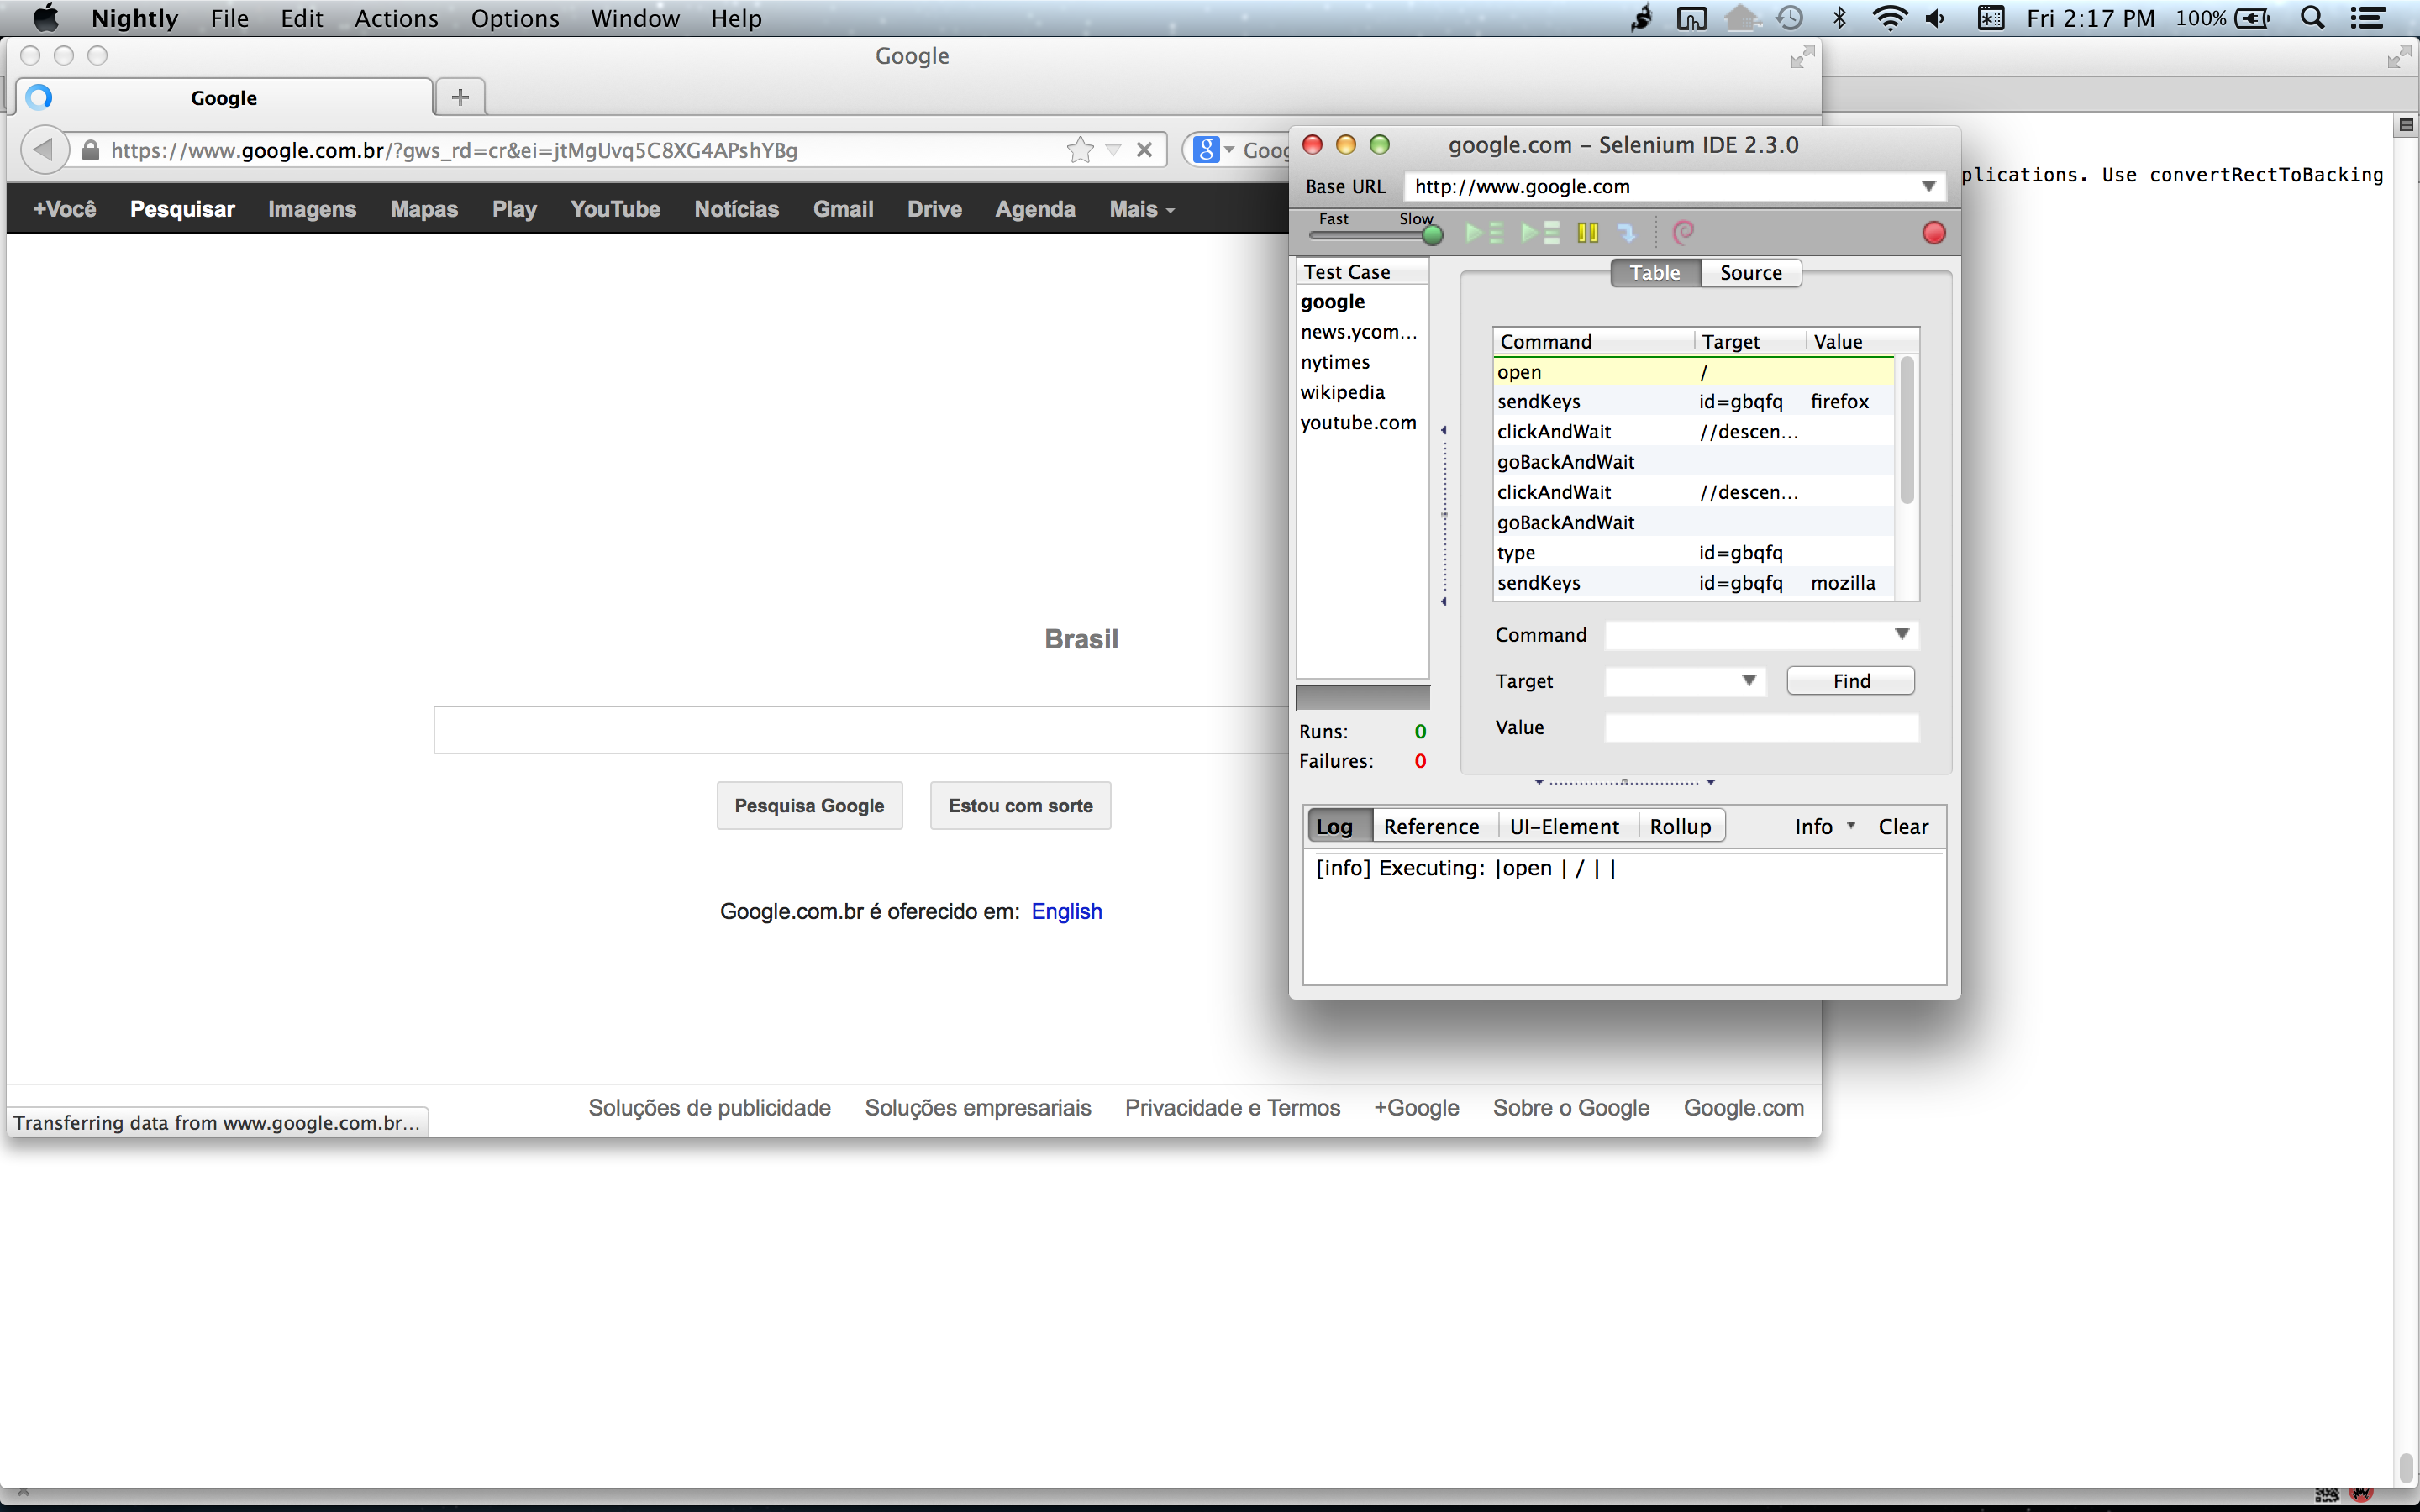 Nightly File Edit Actions Options Window Help Fri 2:17 PM 100%
Google
Google
https://www.google.com.br/?gws_rd=cr&ei=jtMgUvq5C8XG4APshYBg
+Você Pesquisar Imagens Mapas Play YouTube Notícias Gmail Drive Agenda Mais
Brasil
Pesquisa Google Estou com sorte
Google.com.br é oferecido em: English
Soluções de publicidade Soluções empresariais Privacidade e Termos +Google Sobre o Google Google.com
Transferring data from www.google.com.br...
google.com – Selenium IDE 2.3.0
Base URL http://www.google.com
Fast Slow
Test Case
google
news.ycom...
nytimes
wikipedia
youtube.com
Runs: 0
Failures: 0
Table Source
Command Target Value
open /
sendKeys id=gbqfq firefox
clickAndWait //descen...
goBackAndWait
clickAndWait //descen...
goBackAndWait
type id=gbqfq
sendKeys id=gbqfq mozilla
Command
Target Find
Value
Log Reference UI-Element Rollup Info Clear
[info] Executing: |open | / | |
plications. Use convertRectToBacking